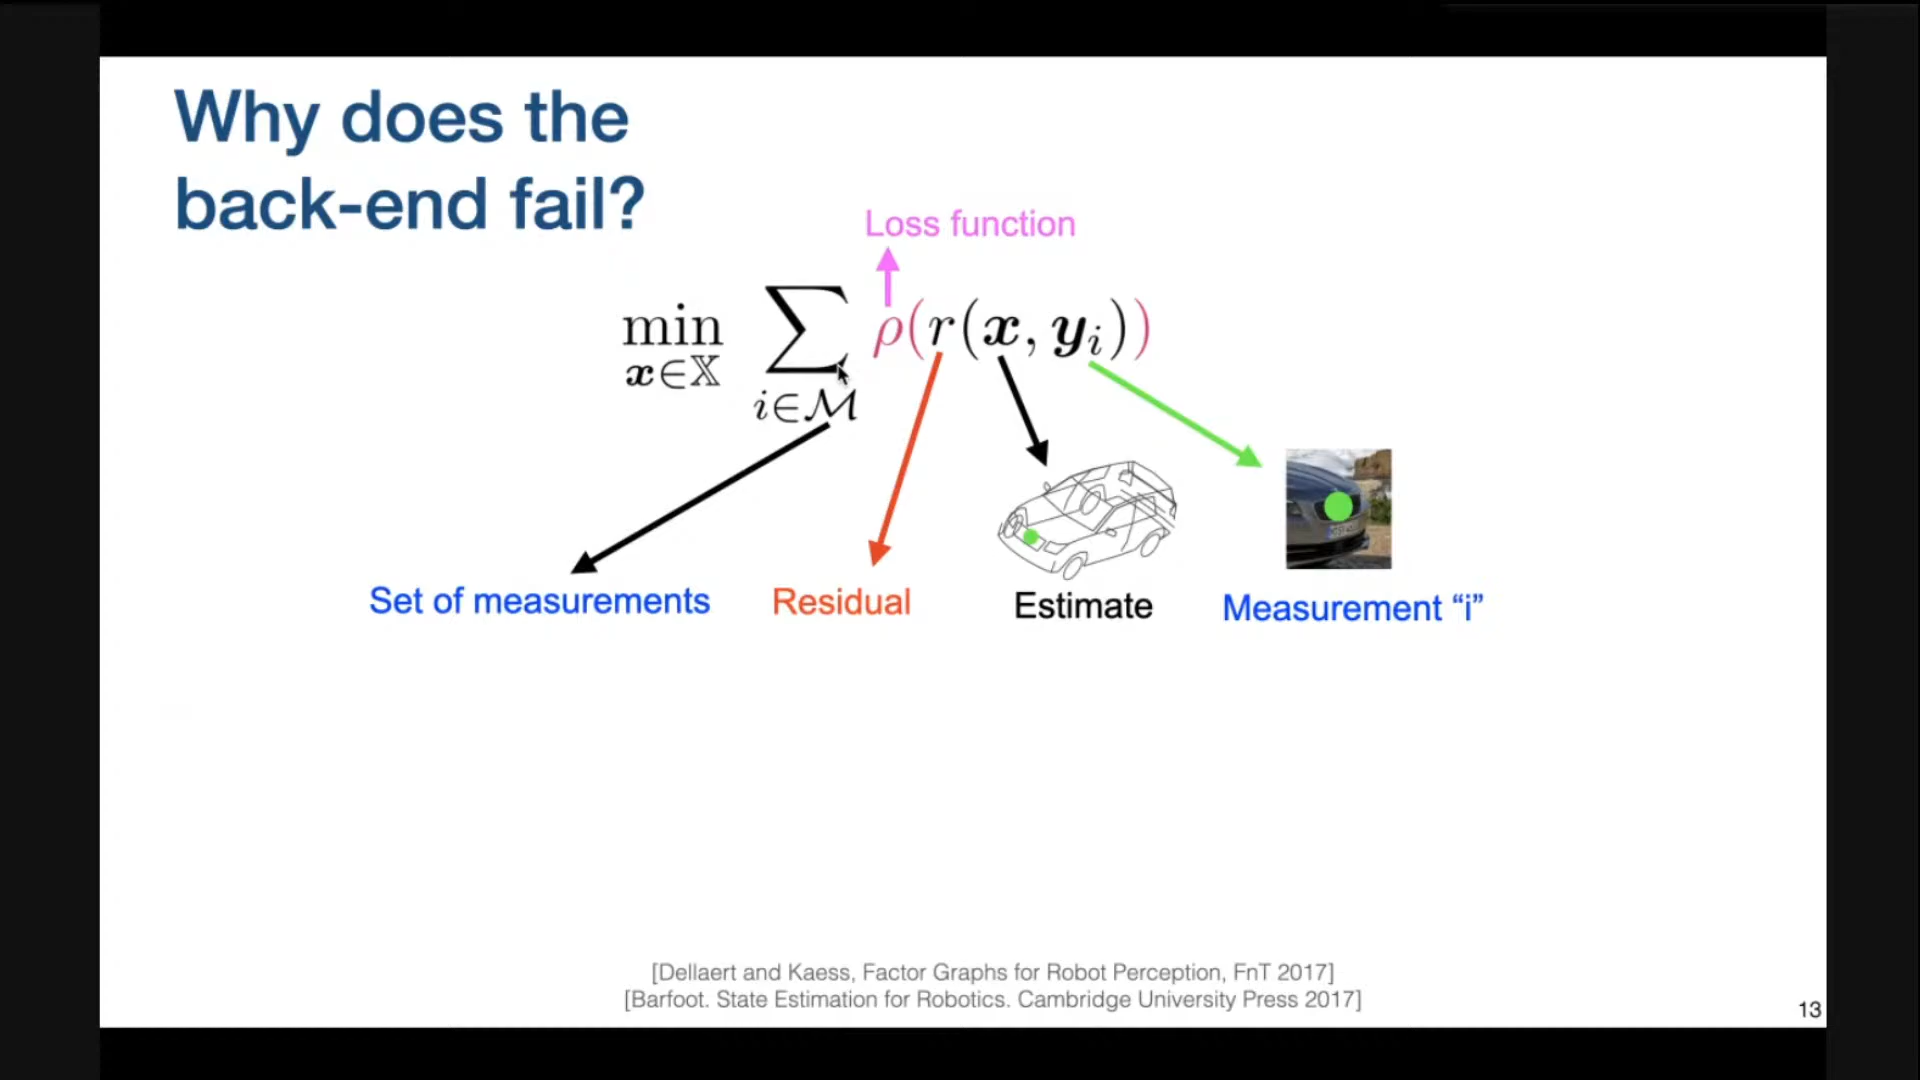 Why does the
back-end fail?
Loss function
min x∈𝕏 ∑ i∈ℳ ρ(r(x, y_i))
Set of measurements
Residual
Estimate
Measurement “i”
[Dellaert and Kaess, Factor Graphs for Robot Perception, FnT 2017]
[Barfoot. State Estimation for Robotics. Cambridge University Press 2017]
13